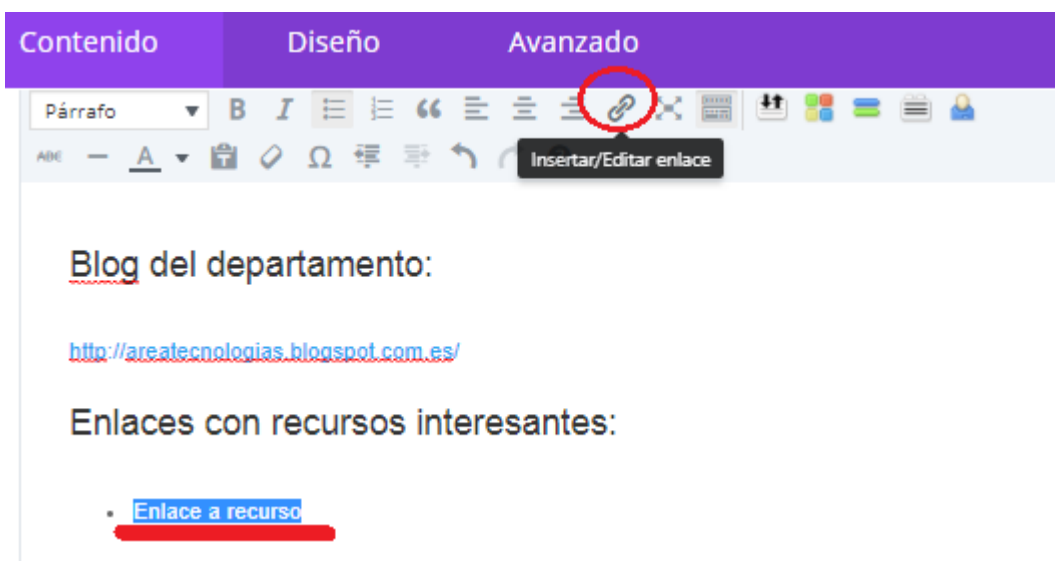 Contenido Diseño Avanzado
Párrafo B I “
ABC A T Ω Insertar/Editar enlace
Blog del departamento:
http://areatecnologias.blogspot.com.es/
Enlaces con recursos interesantes:
Enlace a recurso